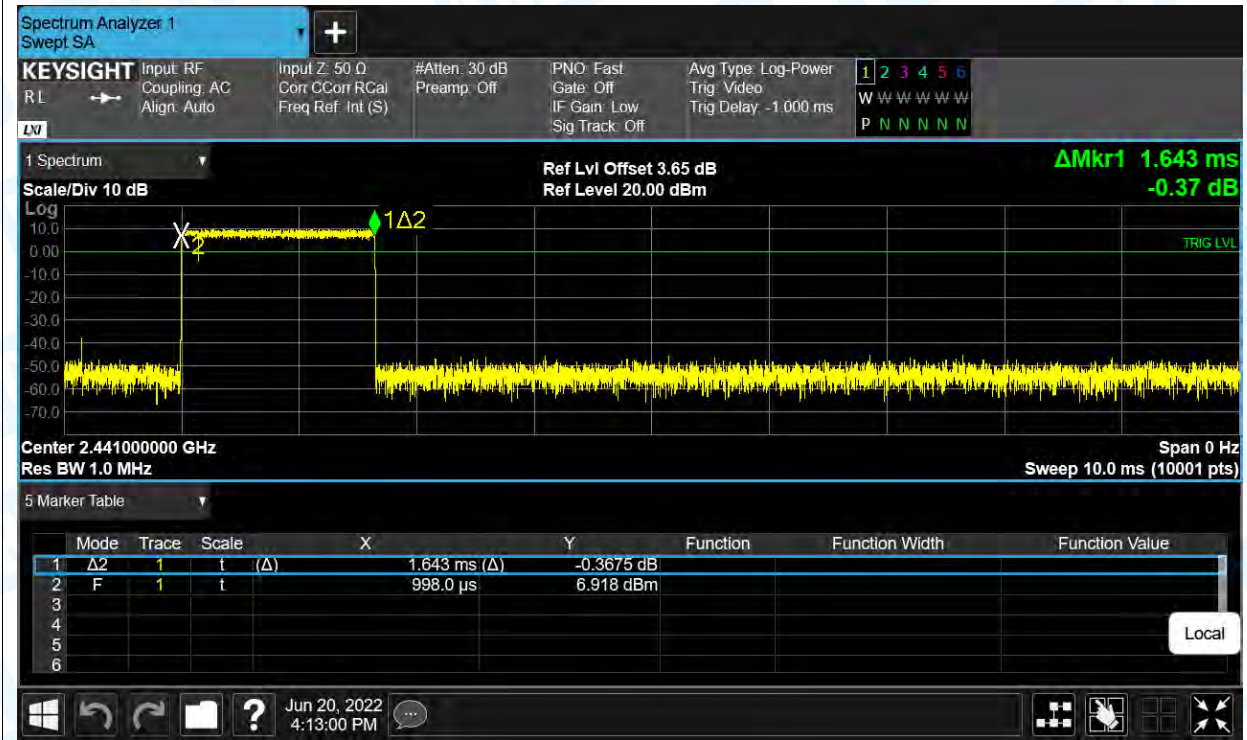 Spectrum Analyzer 1
Swept SA
+
KEYSIGHT Input: RF Input Z: 50 Ω #Atten: 30 dB PNO: Fast Avg Type: Log-Power 1 2 3 4 5 6
RL Coupling: AC Corr CCorr RCal Preamp: Off Gate: Off Trig: Video W W W W W W
Align: Auto Freq Ref: Int (S) IF Gain: Low Trig Delay: -1.000 ms P N N N N N
LXI Sig Track: Off
1 Spectrum Ref Lvl Offset 3.65 dB ΔMkr1 1.643 ms
Scale/Div 10 dB Ref Level 20.00 dBm -0.37 dB
Log
10.0 X 2 1Δ2
0.00 TRIG LVL
-10.0
-20.0
-30.0
-40.0
-50.0
-60.0
-70.0
Center 2.441000000 GHz Span 0 Hz
Res BW 1.0 MHz Sweep 10.0 ms (10001 pts)
5 Marker Table
Mode Trace Scale X Y Function Function Width Function Value
1 Δ2 1 t (Δ) 1.643 ms (Δ) -0.3675 dB
2 F 1 t 998.0 µs 6.918 dBm
3
4
5 Local
6
? Jun 20, 2022
4:13:00 PM